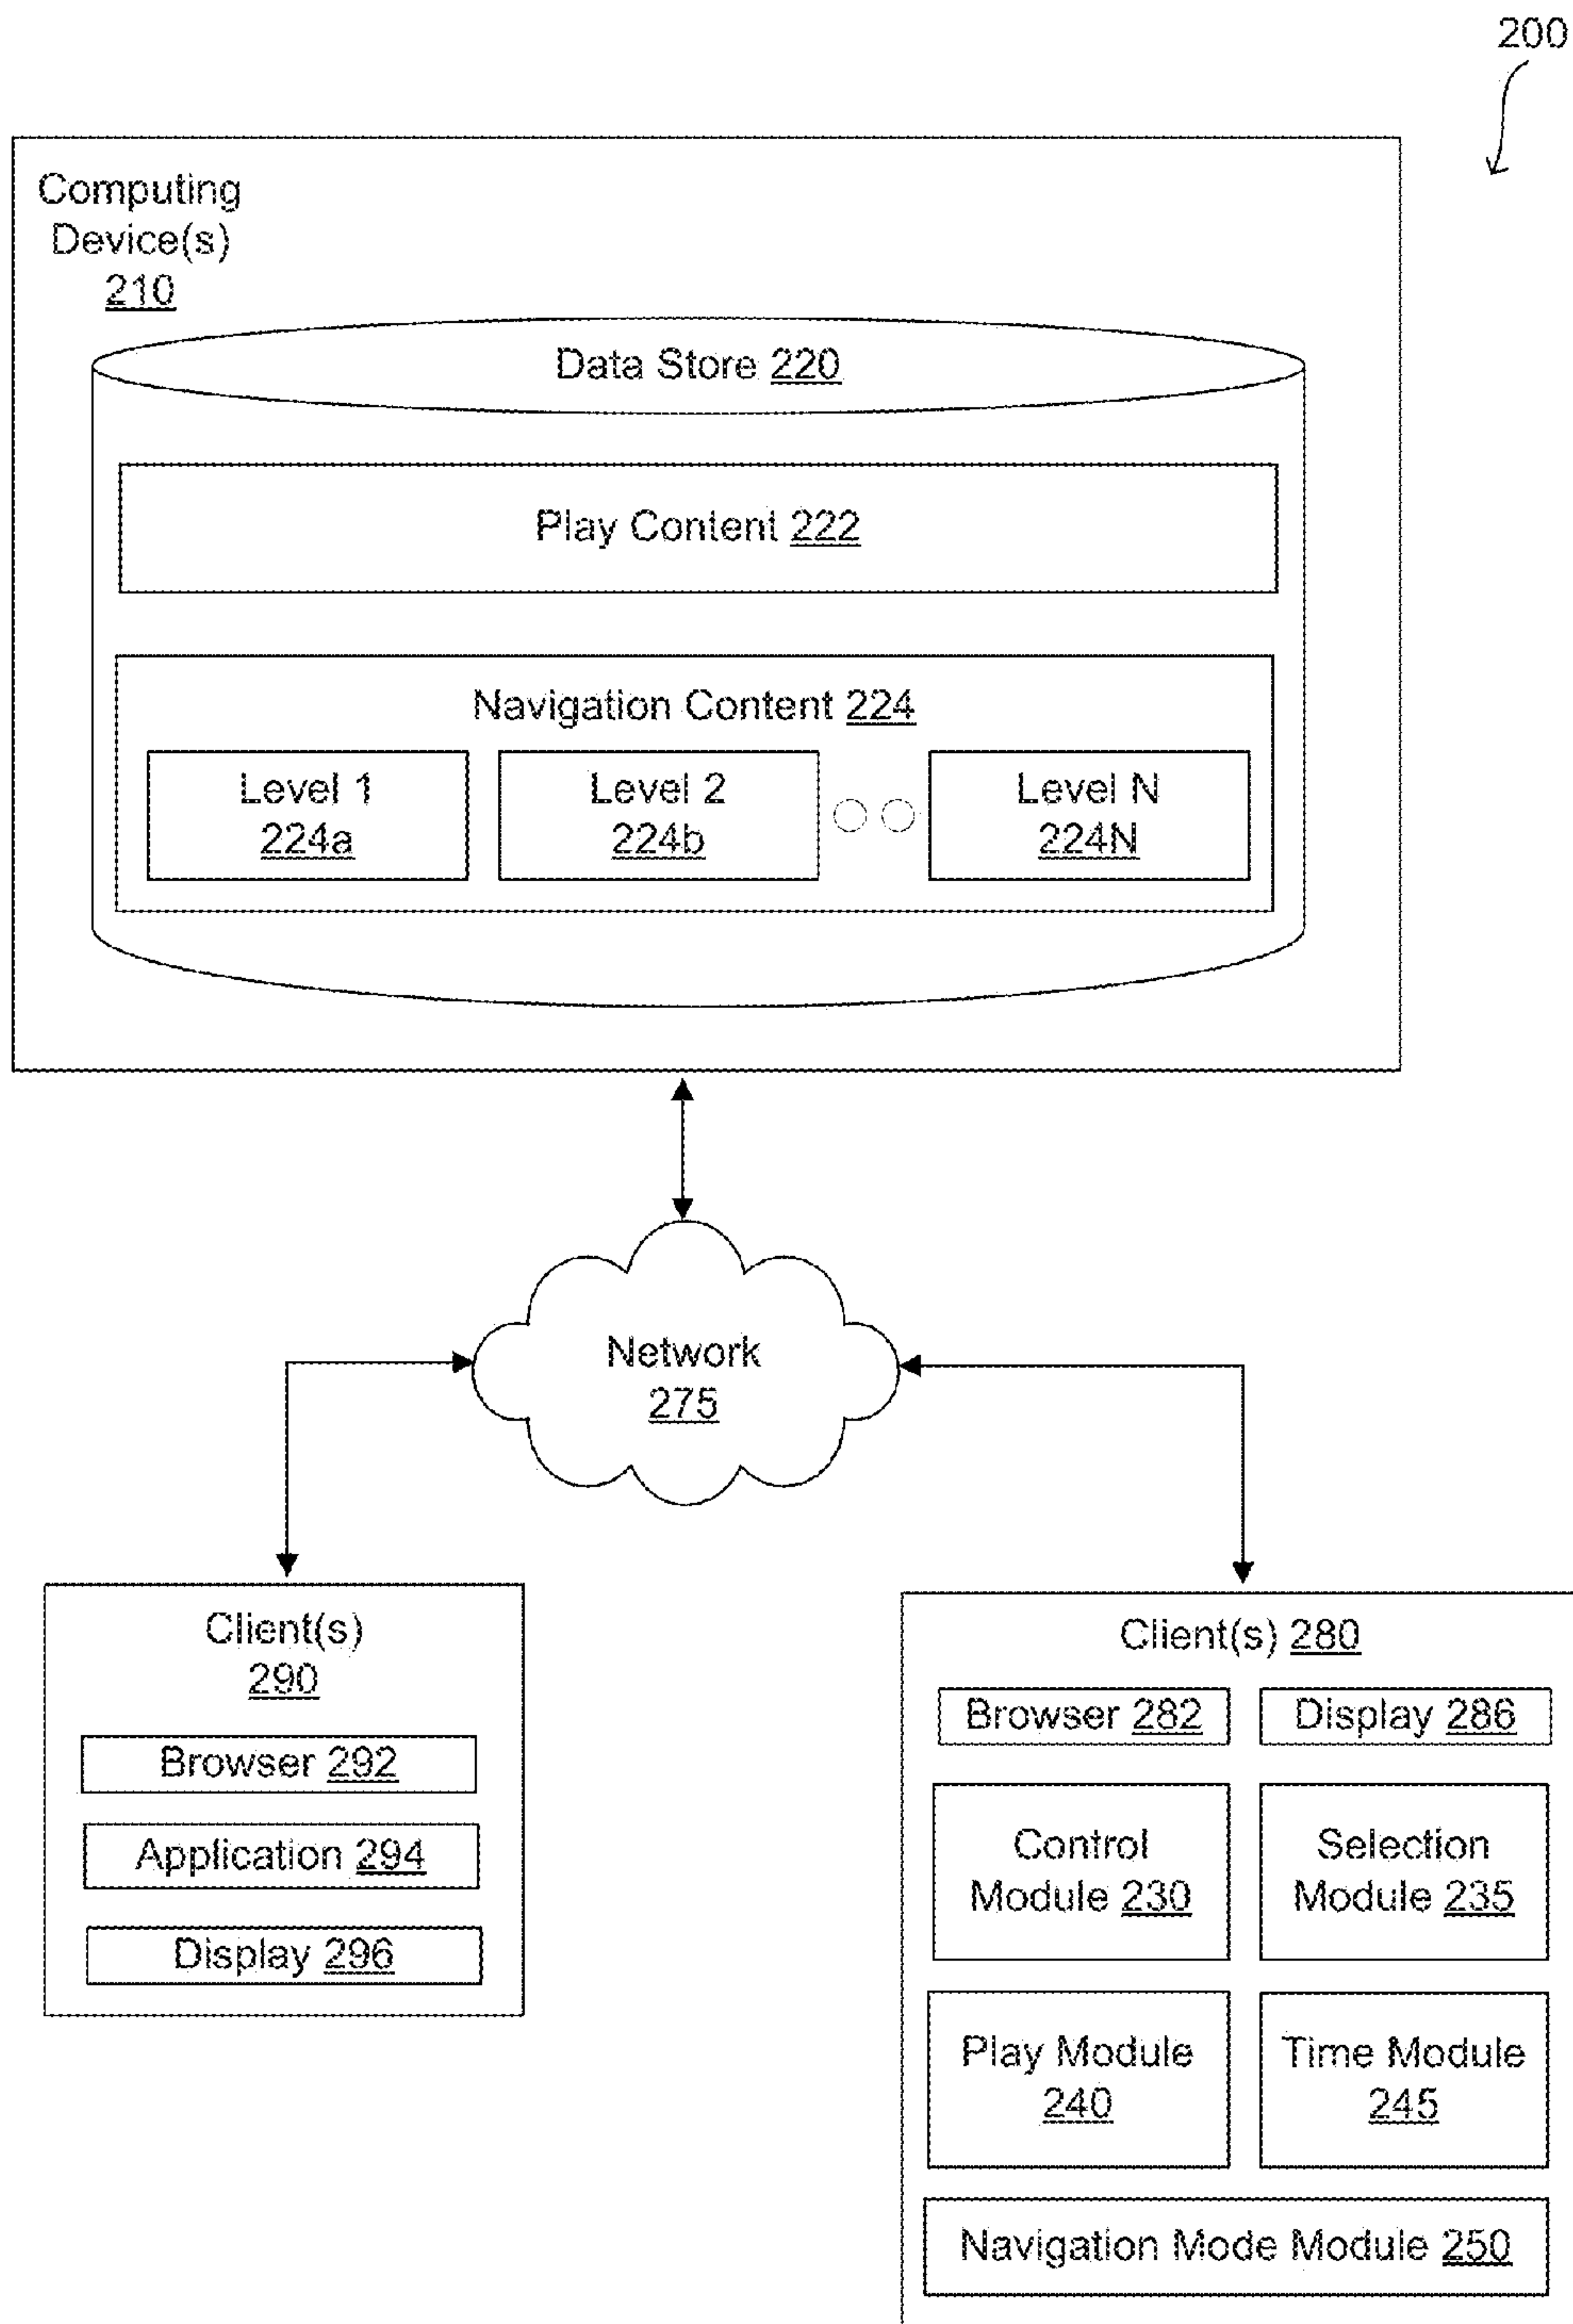 200
Computing
Device(s)
210
Data Store 220
Play Content 222
Navigation Content 224
Level 1
224a
Level 2
224b
Level N
224N
Network
275
Client(s)
290
Browser 292
Application 294
Display 296
Client(s) 280
Browser 282
Display 286
Control
Module 230
Selection
Module 235
Play Module
240
Time Module
245
Navigation Mode Module 250